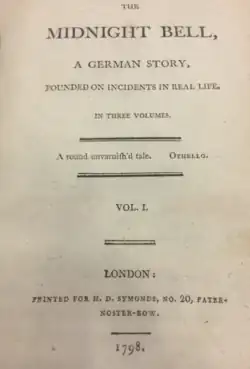 THE
MIDNIGHT BELL,
A GERMAN STORY,
FOUNDED ON INCIDENTS IN REAL LIFE.
IN THREE VOLUMES.
A round unvarnish'd tale. OTHELLO.
VOL. I.
LONDON:
PRINTED FOR H. D. SYMONDS, NO. 20, PATER-
NOSTER-ROW.
1798.